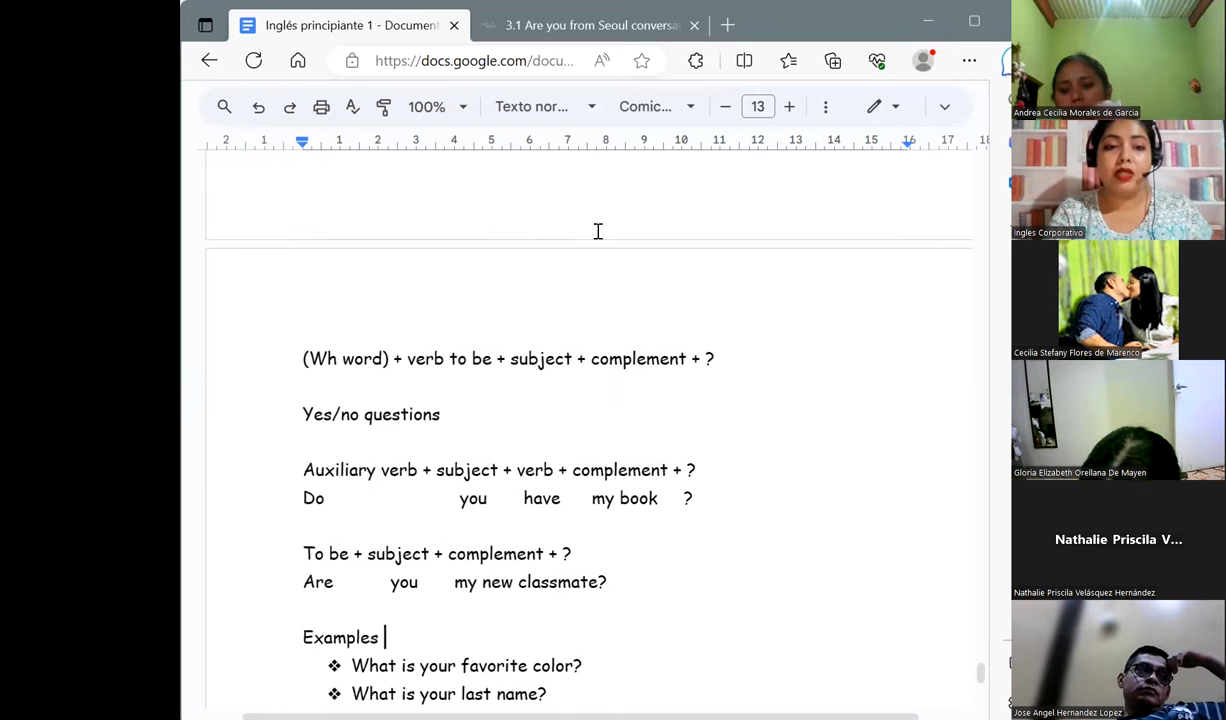 Inglés principiante 1 - Document
3.1 Are you from Seoul conversa
https://docs.google.com/docu...
100%
Texto nor...
Comic...
13
2 1 1 2 3 4 5 6 7 8 9 10 11 12 13 14 15 16 17 18
(Wh word) + verb to be + subject + complement + ?
Yes/no questions
Auxiliary verb + subject + verb + complement + ?
Do you have my book ?
To be + subject + complement + ?
Are you my new classmate?
Examples
❖ What is your favorite color?
❖ What is your last name?
Andrea Cecilia Morales de Garcia
Ingles Corporativo
Cecilia Stefany Flores de Marenco
Gloria Elizabeth Orellana De Mayen
Nathalie Priscila V...
Nathalie Priscila Velásquez Hernández
Jose Angel Hernandez Lopez